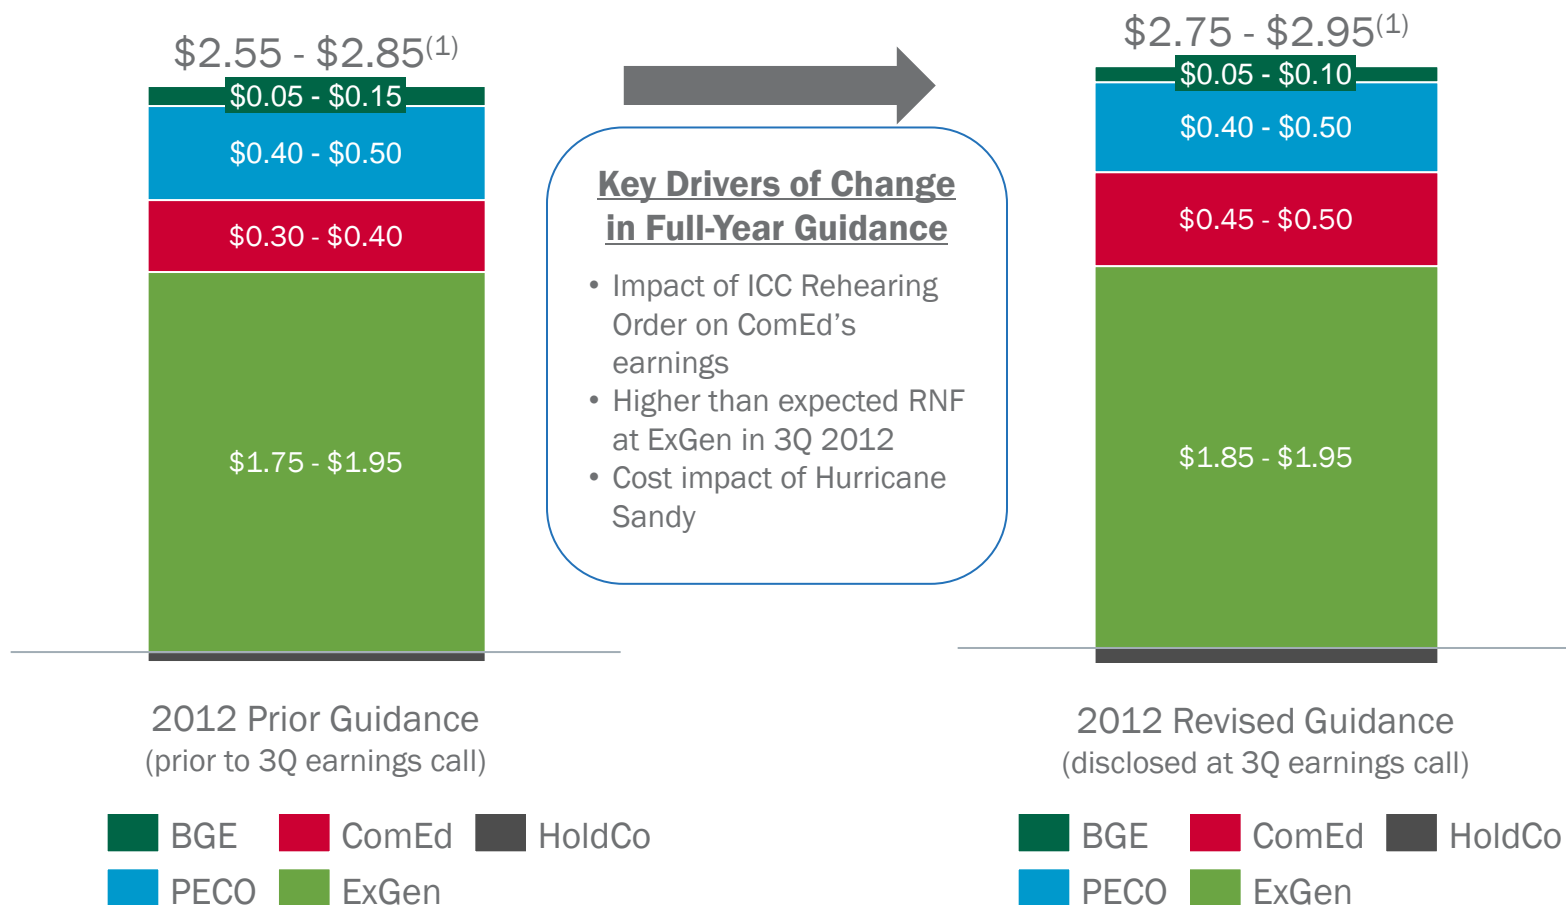 $2.55 - $2.85(1)
$0.05 - $0.15
$0.40 - $0.50
$0.30 - $0.40
$1.75 - $1.95
2012 Prior Guidance
(prior to 3Q earnings call)
BGE
ComEd
HoldCo
PECO
ExGen
Key Drivers of Change
in Full-Year Guidance
• Impact of ICC Rehearing
Order on ComEd’s
earnings
• Higher than expected RNF
at ExGen in 3Q 2012
• Cost impact of Hurricane
Sandy
$2.75 - $2.95(1)
$0.05 - $0.10
$0.40 - $0.50
$0.45 - $0.50
$1.85 - $1.95
2012 Revised Guidance
(disclosed at 3Q earnings call)
BGE
ComEd
HoldCo
PECO
ExGen